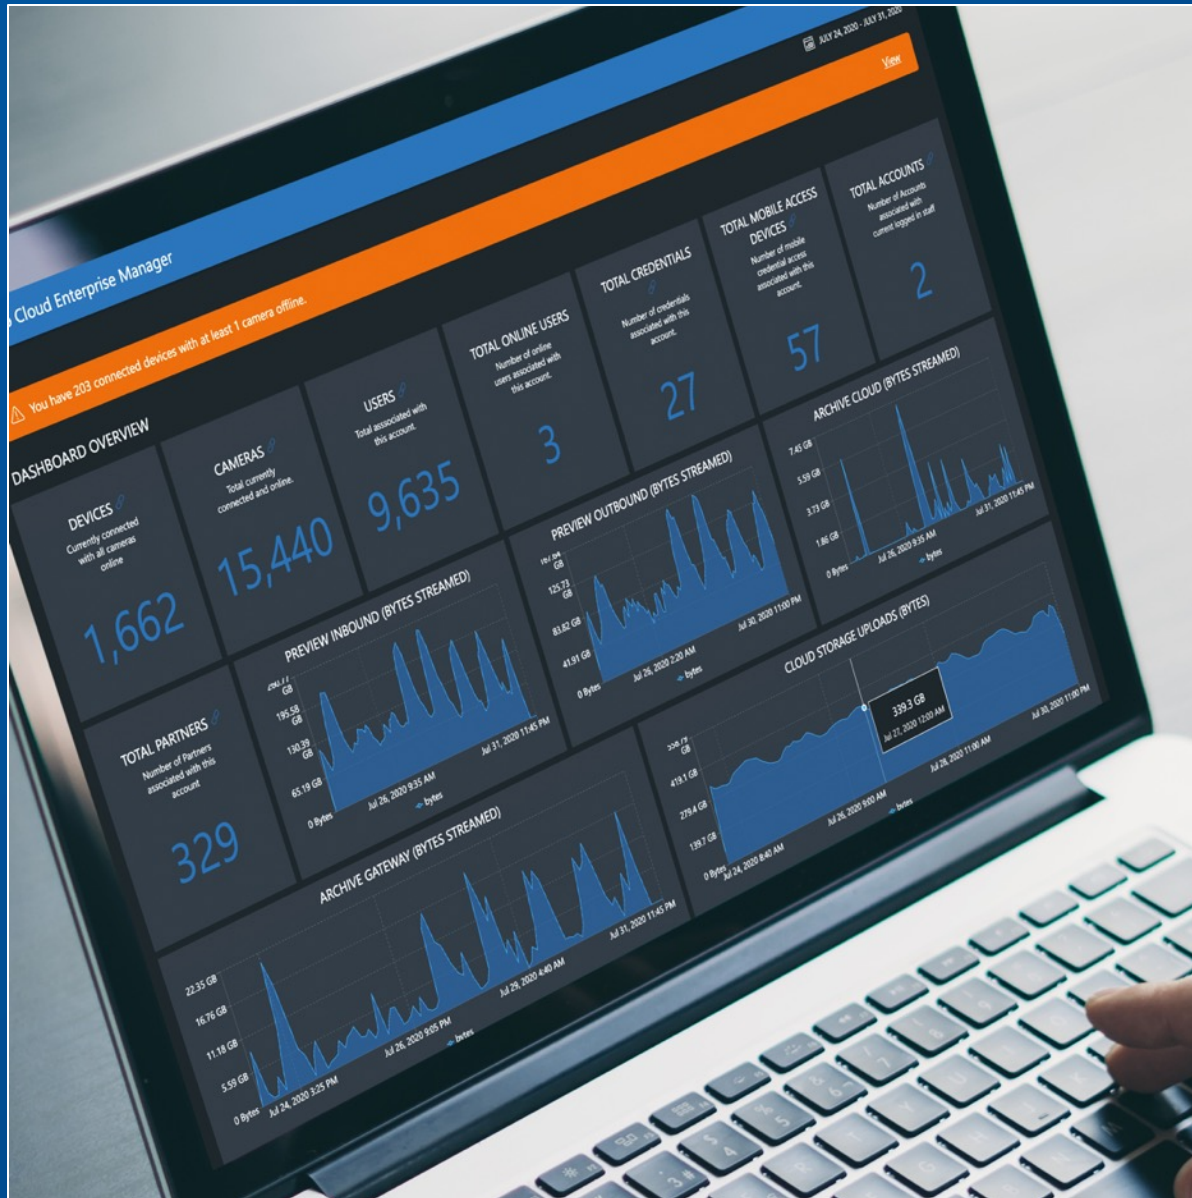 JULY 24, 2020 - JULY 31, 2020
Cloud Enterprise Manager
You have 203 connected devices with at least 1 camera offline.
View
DASHBOARD OVERVIEW
DEVICES
Currently connected
with all cameras
online
1,662
CAMERAS
Total currently
connected and online.
15,440
USERS
Total asssociated with
this account.
9,635
TOTAL ONLINE USERS
Number of online
users associated with
this account.
3
TOTAL CREDENTIALS
Number of credentials
associated with this
account.
27
TOTAL MOBILE ACCESS
DEVICES
Number of mobile
credential access
associated with this
account.
57
TOTAL ACCOUNTS
Number of Accounts
associated with
current logged in staff
2
TOTAL PARTNERS
Number of Partners
associated with this
account
329
PREVIEW INBOUND (BYTES STREAMED)
GB
195.58
GB
130.39
GB
65.19 GB
0 Bytes
Jul 26, 2020 9:35 AM
Jul 31, 2020 11:45 PM
bytes
PREVIEW OUTBOUND (BYTES STREAMED)
GB
125.73
GB
83.82 GB
41.91 GB
0 Bytes
Jul 26, 2020 2:20 AM
Jul 30, 2020 11:00 PM
bytes
ARCHIVE CLOUD (BYTES STREAMED)
7.45 GB
5.59 GB
3.73 GB
1.86 GB
0 Bytes
Jul 26, 2020 9:35 AM
Jul 31, 2020 11:45 PM
bytes
ARCHIVE GATEWAY (BYTES STREAMED)
22.35 GB
16.76 GB
11.18 GB
5.59 GB
0 Bytes
Jul 24, 2020 3:25 PM
Jul 26, 2020 9:05 PM
Jul 29, 2020 4:40 AM
Jul 31, 2020 11:45 PM
bytes
CLOUD STORAGE UPLOADS (BYTES)
GB
419.1 GB
279.4 GB
139.7 GB
0 Bytes
339.3 GB
Jul 27, 2020 12:00 AM
Jul 24, 2020 8:40 AM
Jul 26, 2020 9:00 AM
Jul 28, 2020 11:00 AM
Jul 30, 2020 11:00 PM
bytes